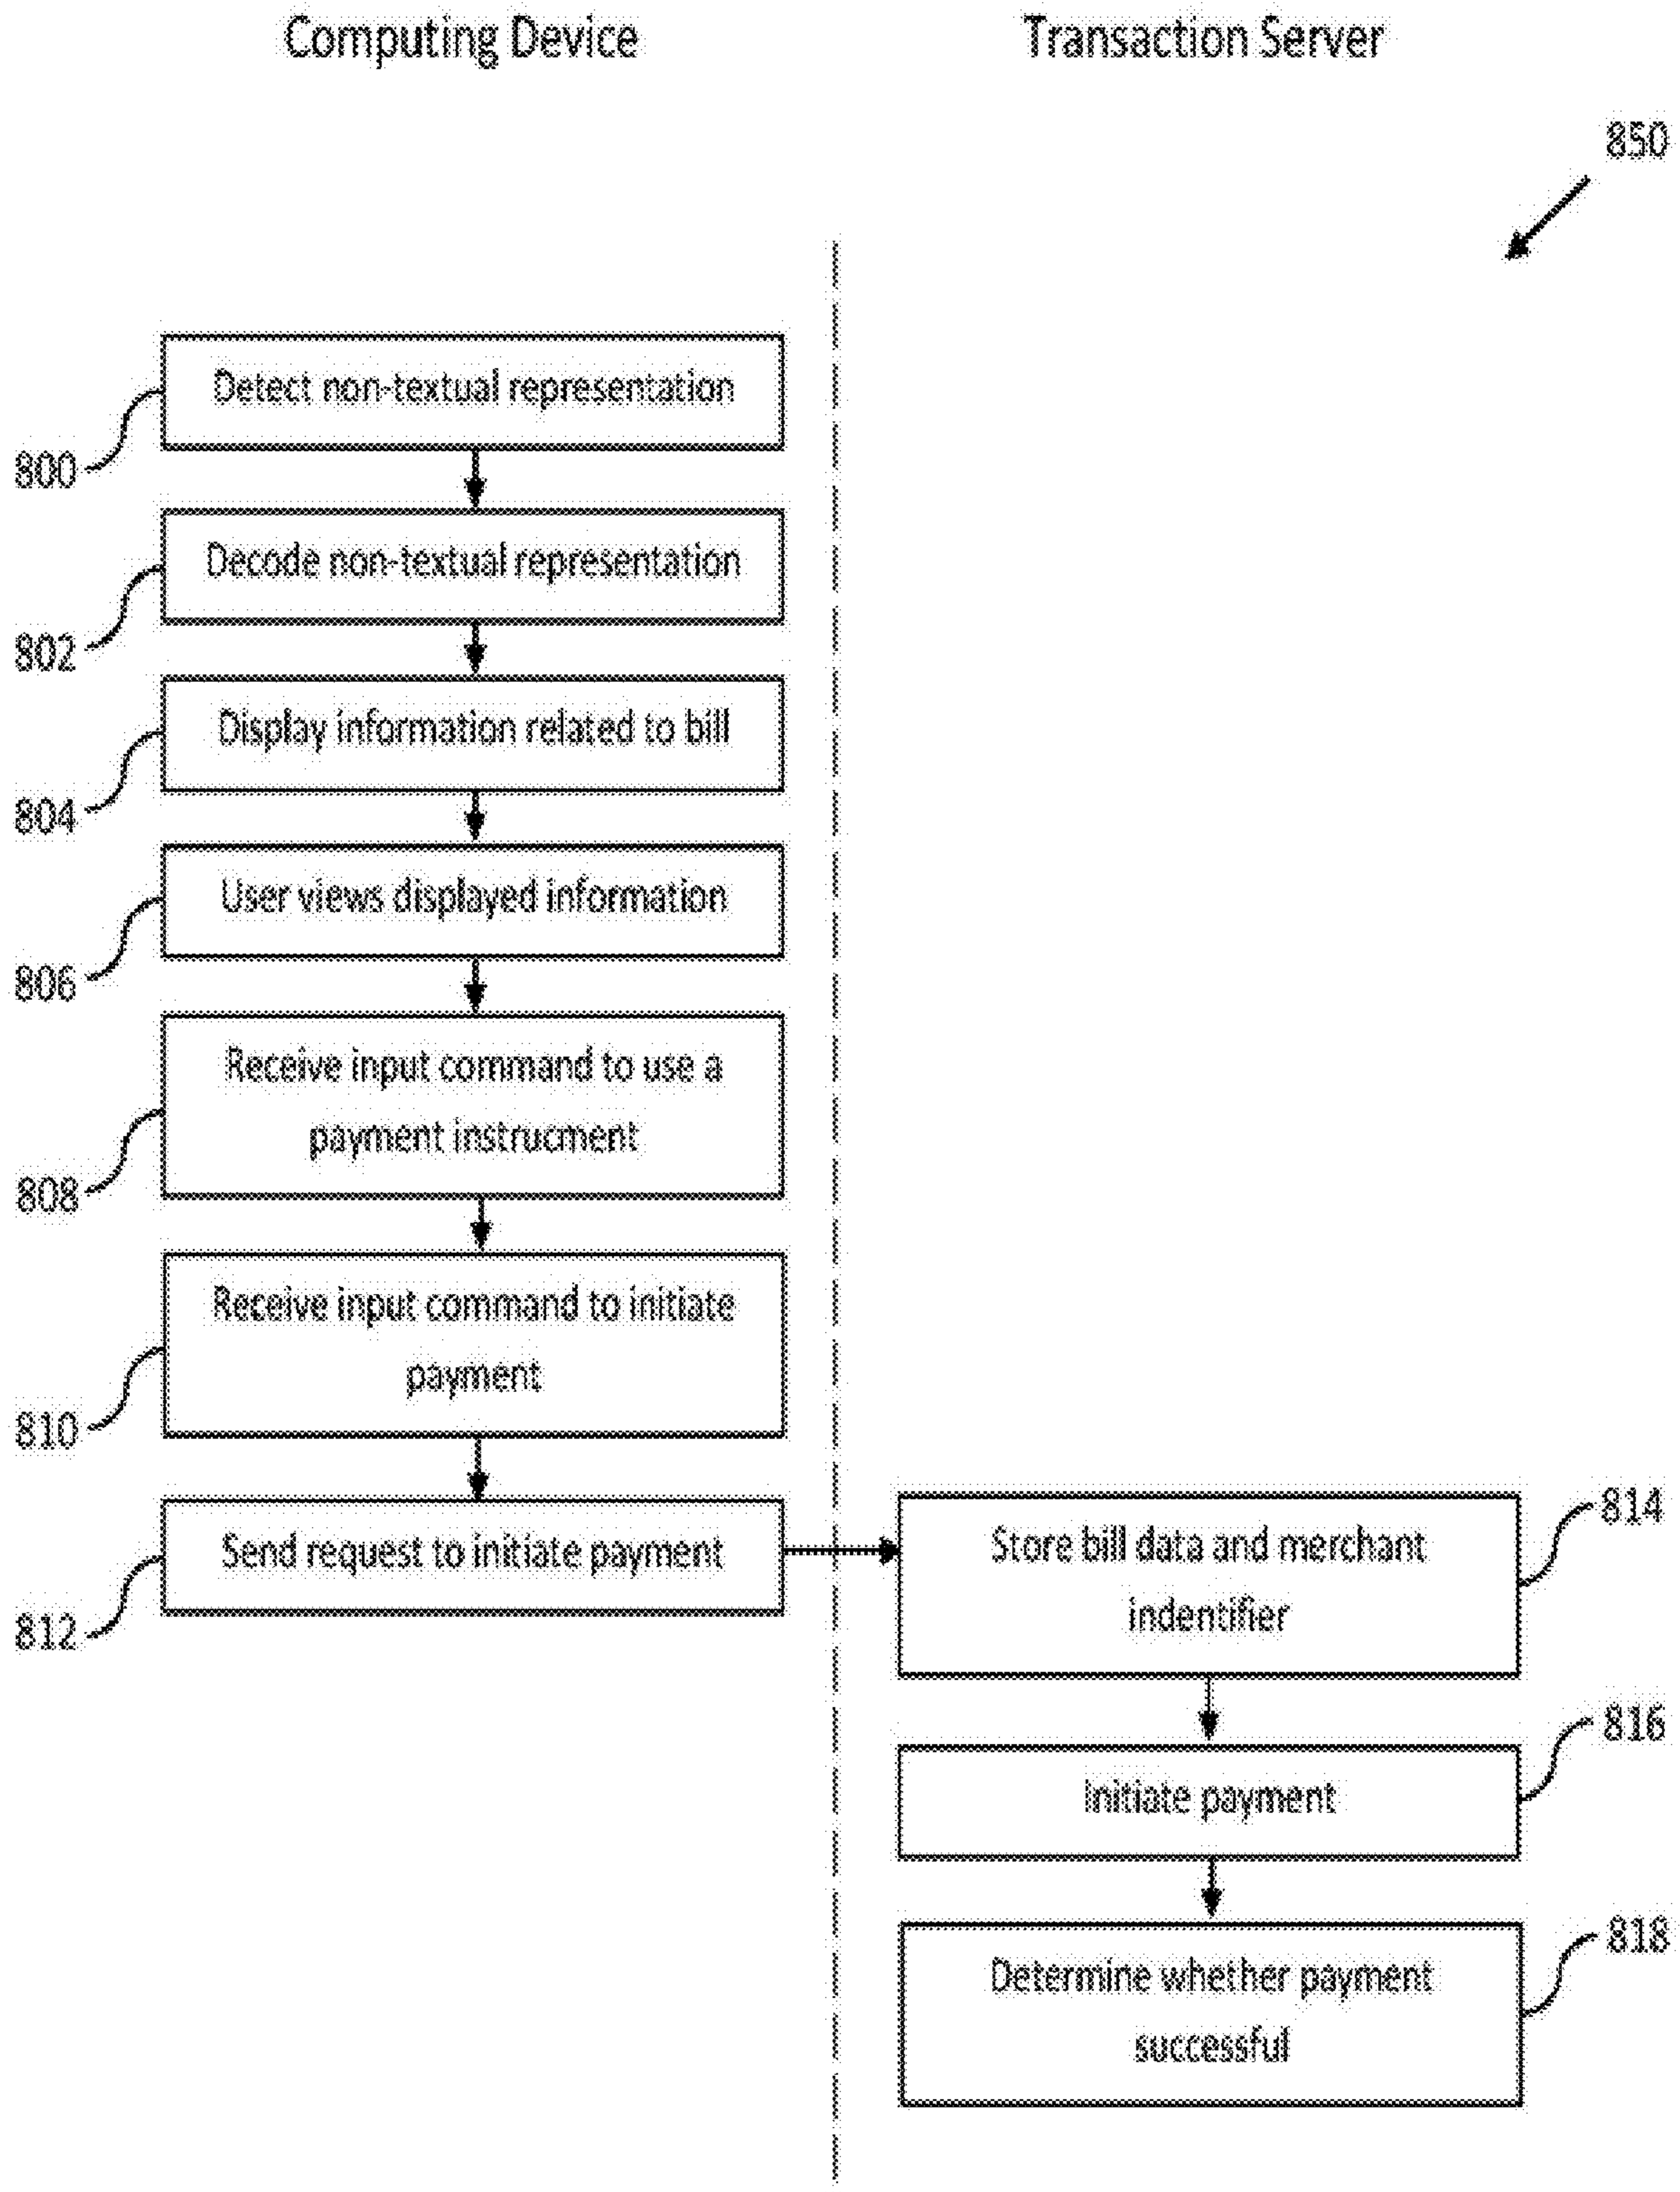 Computing Device
Transaction Server
850
Detect non-textual representation
800
Decode non-textual representation
802
Display information related to bill
804
User views displayed information
806
Receive input command to use a
payment instrucment
808
Receive input command to initiate
payment
810
Send request to initiate payment
812
Store bill data and merchant
indentifier
814
Initiate payment
816
Determine whether payment
successful
818